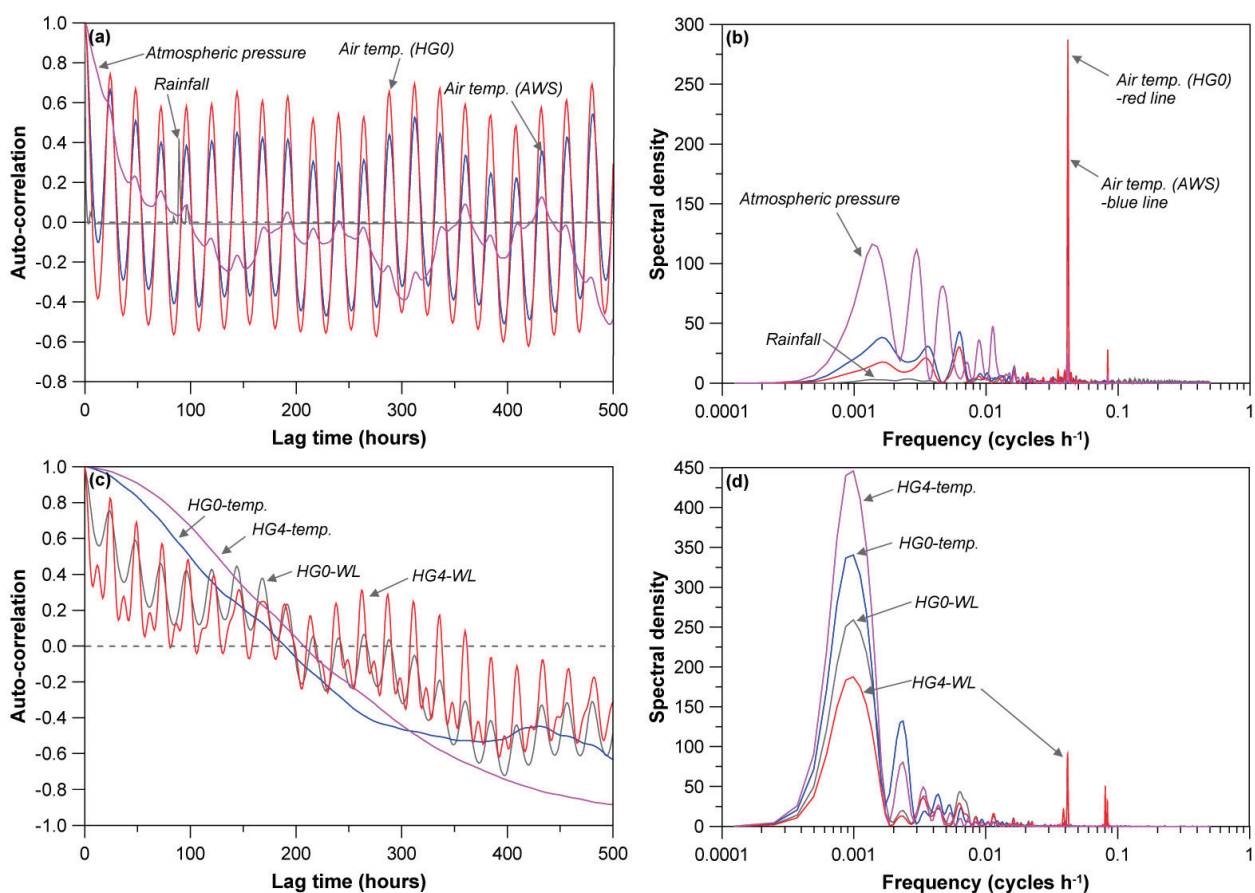 (a)
Atmospheric pressure
Rainfall
Air temp. (HG0)
Air temp. (AWS)
1.0
0.8
0.6
0.4
0.2
0.0
-0.2
-0.4
-0.6
-0.8
Auto-correlation
0
100
200
300
400
500
Lag time (hours)
(b)
Air temp. (HG0)
-red line
Air temp. (AWS)
-blue line
Atmospheric pressure
Rainfall
300
250
200
150
100
50
0
Spectral density
0.0001
0.001
0.01
0.1
1
Frequency (cycles h-1)
(c)
HG0-temp.
HG4-temp.
HG0-WL
HG4-WL
1.0
0.8
0.6
0.4
0.2
0.0
-0.2
-0.4
-0.6
-0.8
-1.0
Auto-correlation
0
100
200
300
400
500
Lag time (hours)
(d)
HG4-temp.
HG0-temp.
HG0-WL
HG4-WL
450
400
350
300
250
200
150
100
50
0
Spectral density
0.0001
0.001
0.01
0.1
1
Frequency (cycles h-1)